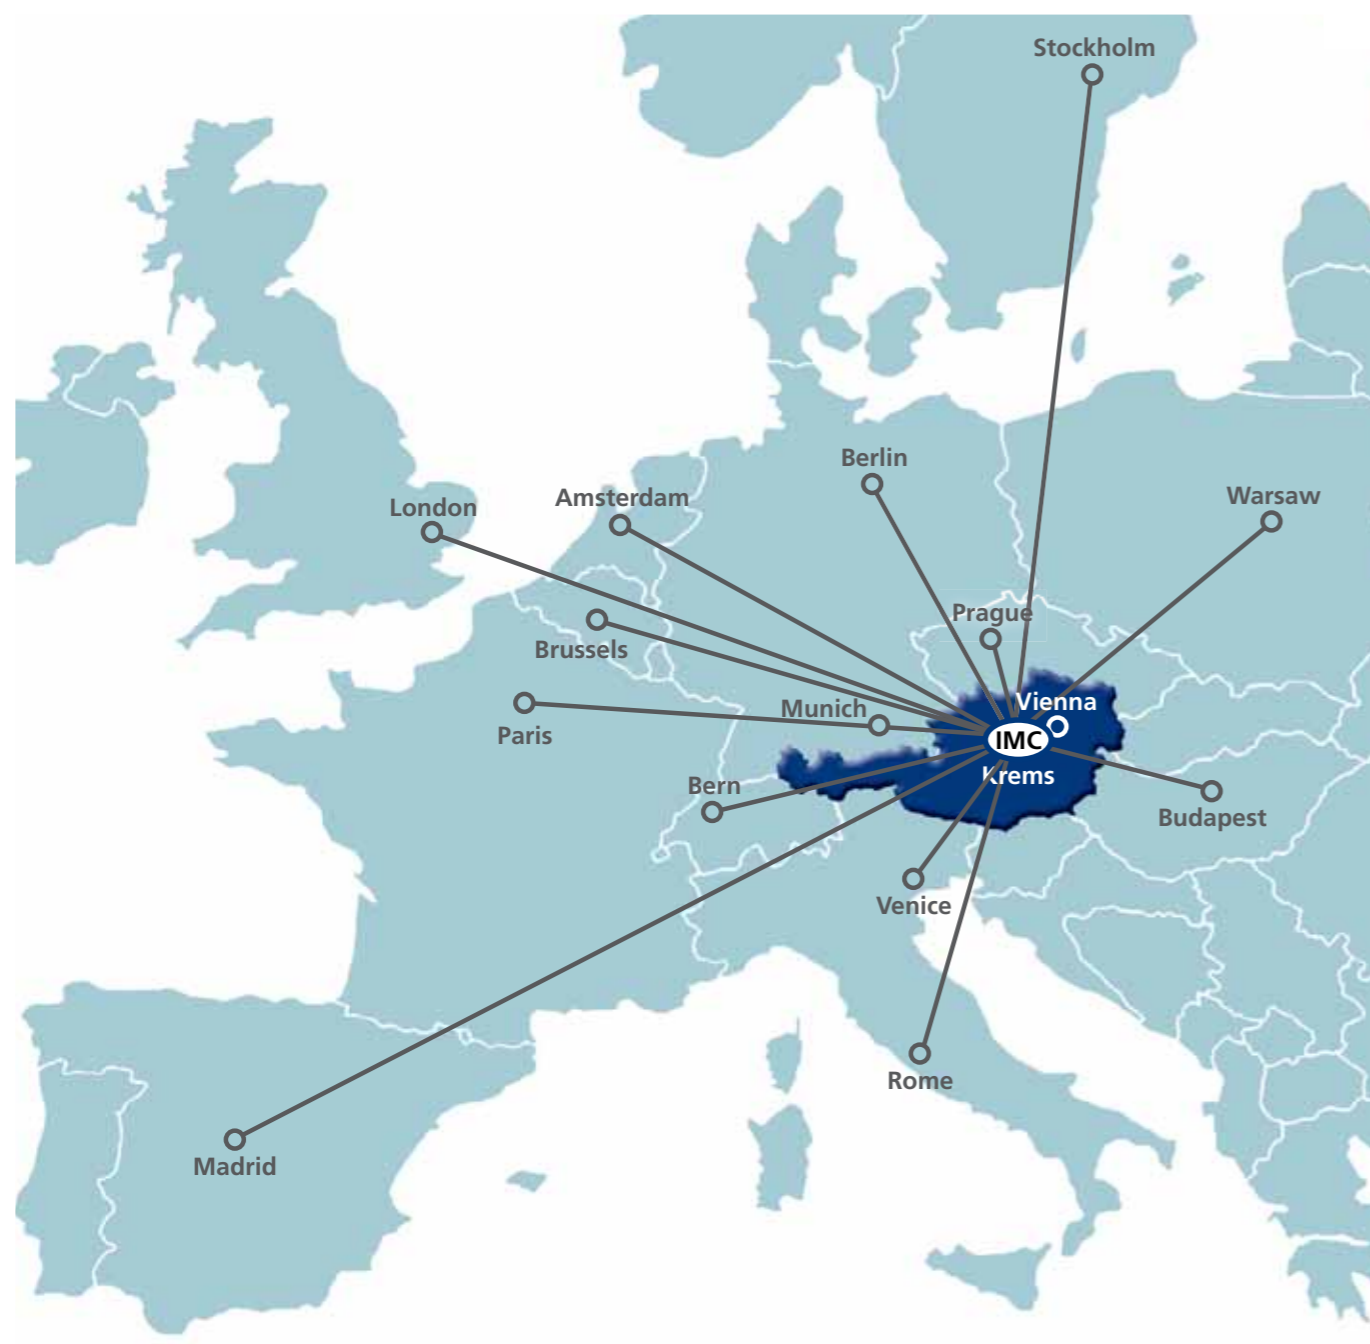 Stockholm
Berlin
Warsaw
Amsterdam
London
Prague
Brussels
Vienna
Munich
Paris
IMC
Krems
Bern
Budapest
Venice
Rome
Madrid